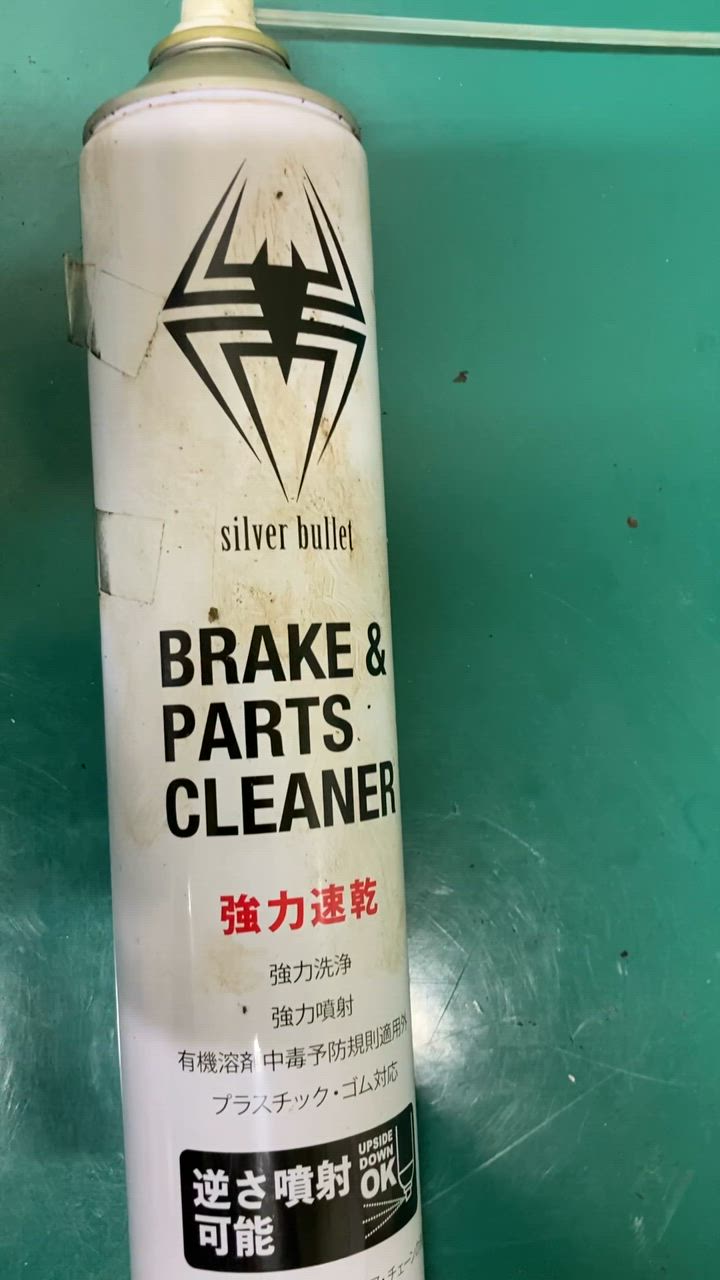 silver bullet
BRAKE &
PARTS
CLEANER
強力速乾
強力洗浄
強力噴射
有機溶剤中毒予防規則適用外
プラスチック・ゴム対応
逆さ噴射
可能
UPSIDE
DOWN
OK